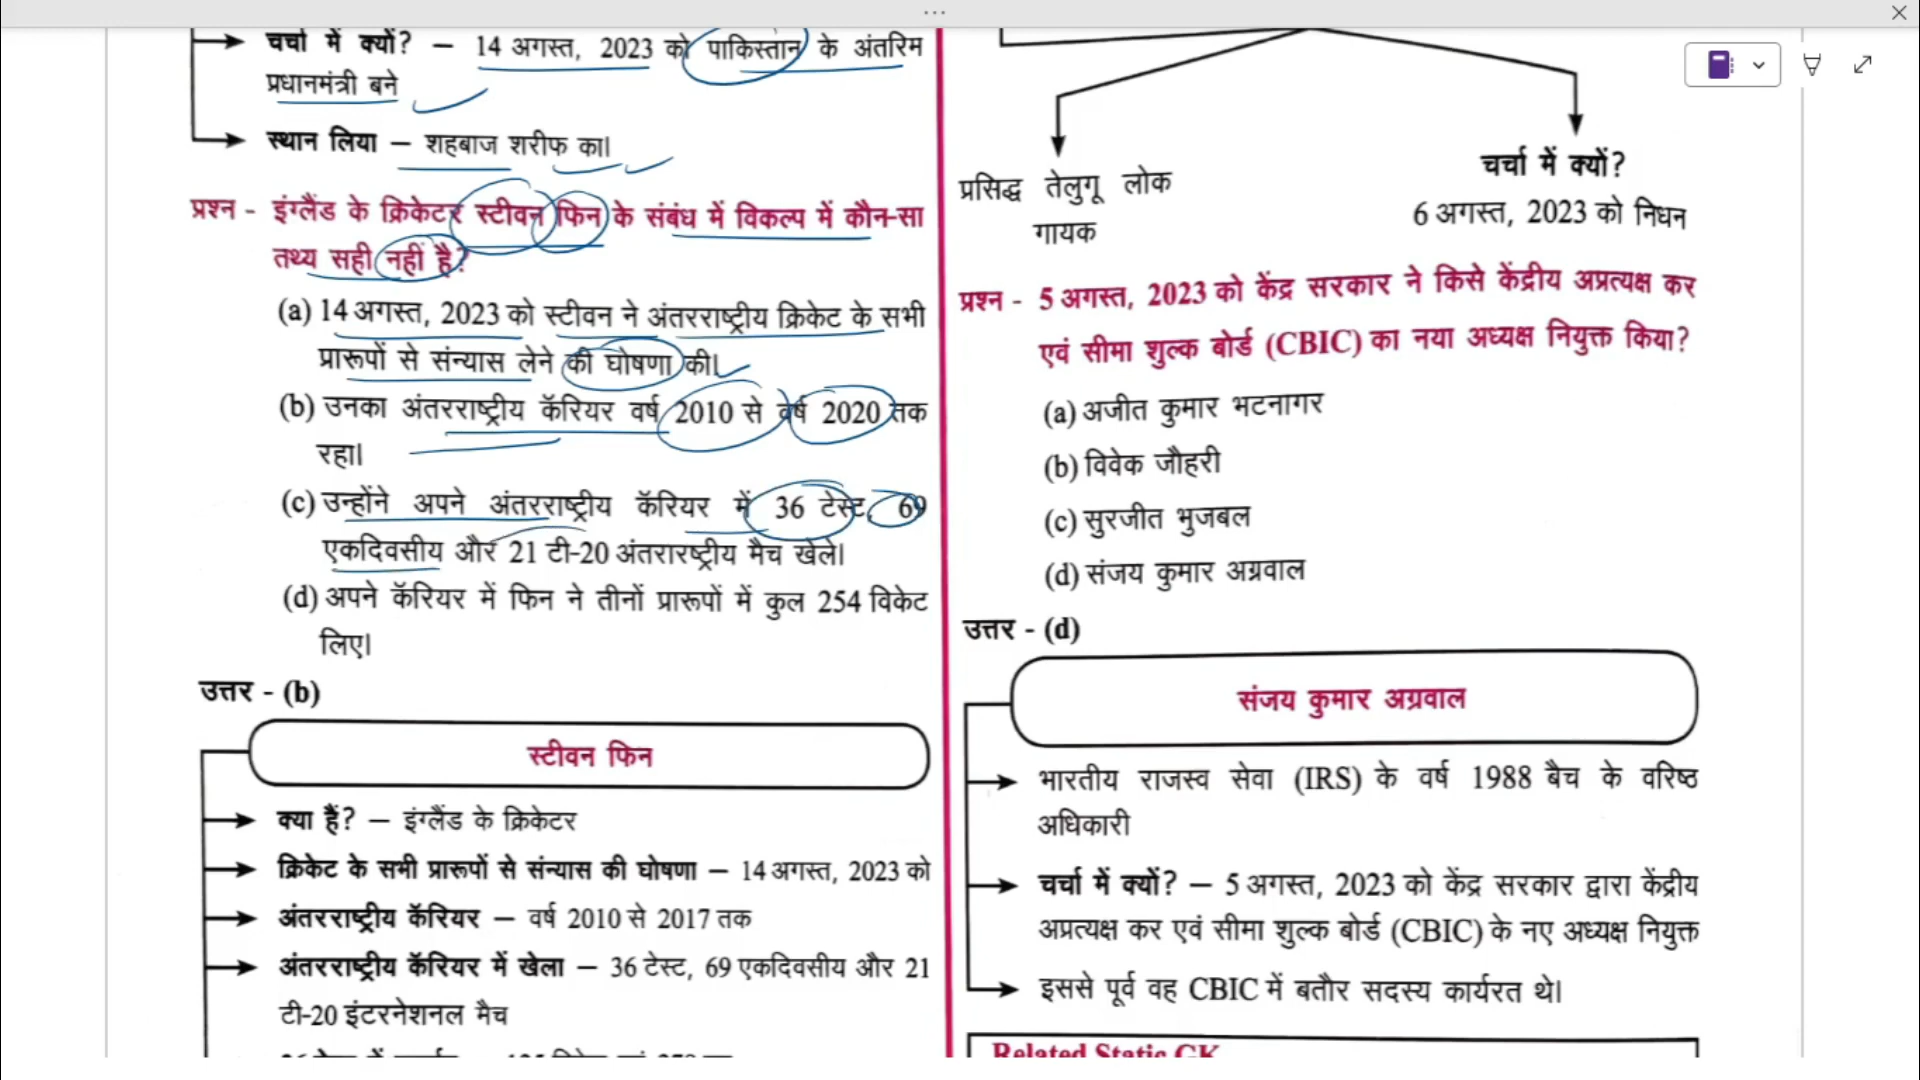 चर्चा में क्यों? – 14 अगस्त, 2023 को पाकिस्तान के अंतरिम
प्रधानमंत्री बने
स्थान लिया – शहबाज शरीफ का।
प्रश्न - इंग्लैंड के क्रिकेटर स्टीवन फिन के संबंध में विकल्प में कौन-सा
तथ्य सही नहीं है?
(a) 14 अगस्त, 2023 को स्टीवन ने अंतरराष्ट्रीय क्रिकेट के सभी
प्रारूपों से संन्यास लेने की घोषणा की।
(b) उनका अंतरराष्ट्रीय कॅरियर वर्ष 2010 से वर्ष 2020 तक
रहा।
(c) उन्होंने अपने अंतरराष्ट्रीय कॅरियर में 36 टेस्ट, 69
एकदिवसीय और 21 टी-20 अंतरारष्ट्रीय मैच खेले।
(d) अपने कॅरियर में फिन ने तीनों प्रारूपों में कुल 254 विकेट
लिए।
उत्तर - (b)
स्टीवन फिन
क्या हैं? – इंग्लैंड के क्रिकेटर
क्रिकेट के सभी प्रारूपों से संन्यास की घोषणा – 14 अगस्त, 2023 को
अंतरराष्ट्रीय कॅरियर – वर्ष 2010 से 2017 तक
अंतरराष्ट्रीय कॅरियर में खेला – 36 टेस्ट, 69 एकदिवसीय और 21
टी-20 इंटरनेशनल मैच
प्रसिद्ध तेलुगू लोक
गायक
चर्चा में क्यों?
6 अगस्त, 2023 को निधन
प्रश्न - 5 अगस्त, 2023 को केंद्र सरकार ने किसे केंद्रीय अप्रत्यक्ष कर
एवं सीमा शुल्क बोर्ड (CBIC) का नया अध्यक्ष नियुक्त किया?
(a) अजीत कुमार भटनागर
(b) विवेक जौहरी
(c) सुरजीत भुजबल
(d) संजय कुमार अग्रवाल
उत्तर - (d)
संजय कुमार अग्रवाल
भारतीय राजस्व सेवा (IRS) के वर्ष 1988 बैच के वरिष्ठ
अधिकारी
चर्चा में क्यों? – 5 अगस्त, 2023 को केंद्र सरकार द्वारा केंद्रीय
अप्रत्यक्ष कर एवं सीमा शुल्क बोर्ड (CBIC) के नए अध्यक्ष नियुक्त
इससे पूर्व वह CBIC में बतौर सदस्य कार्यरत थे।
Related Static GK